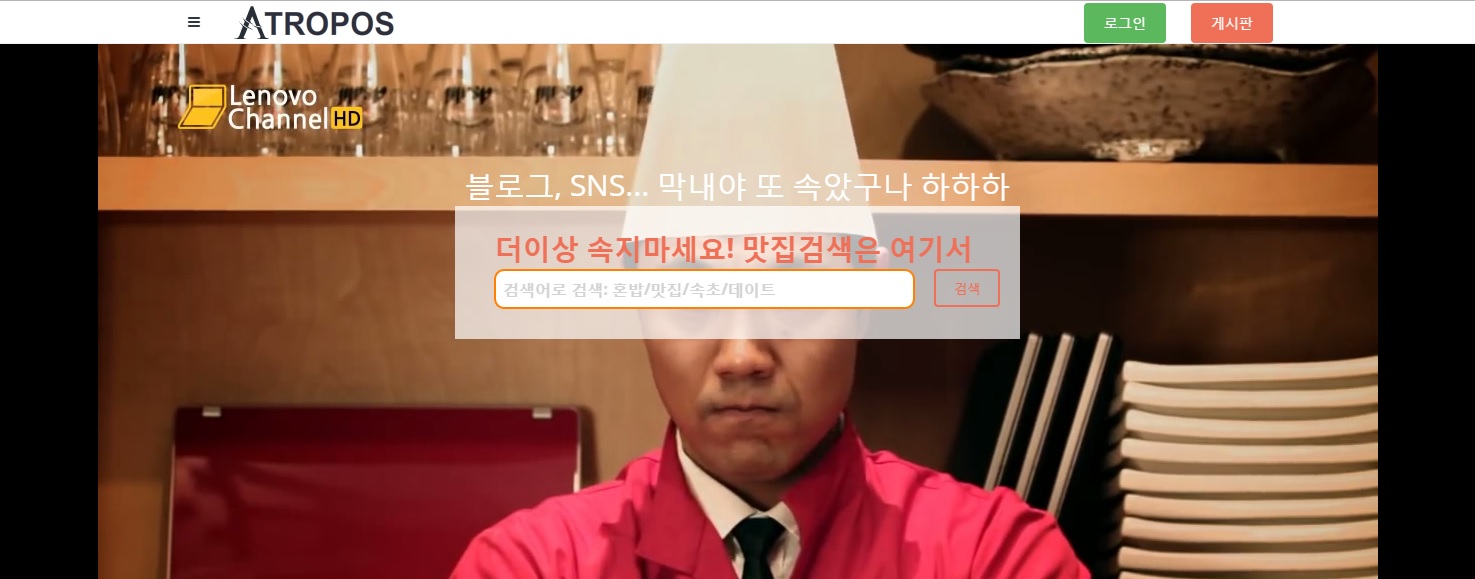 ATROPOS
로그인
게시판
Lenovo
Channel HD
블로그, SNS... 막내야 또 속았구나 하하하
더이상 속지마세요! 맛집검색은 여기서
검색어로 검색: 혼밥/맛집/속초/데이트
검색